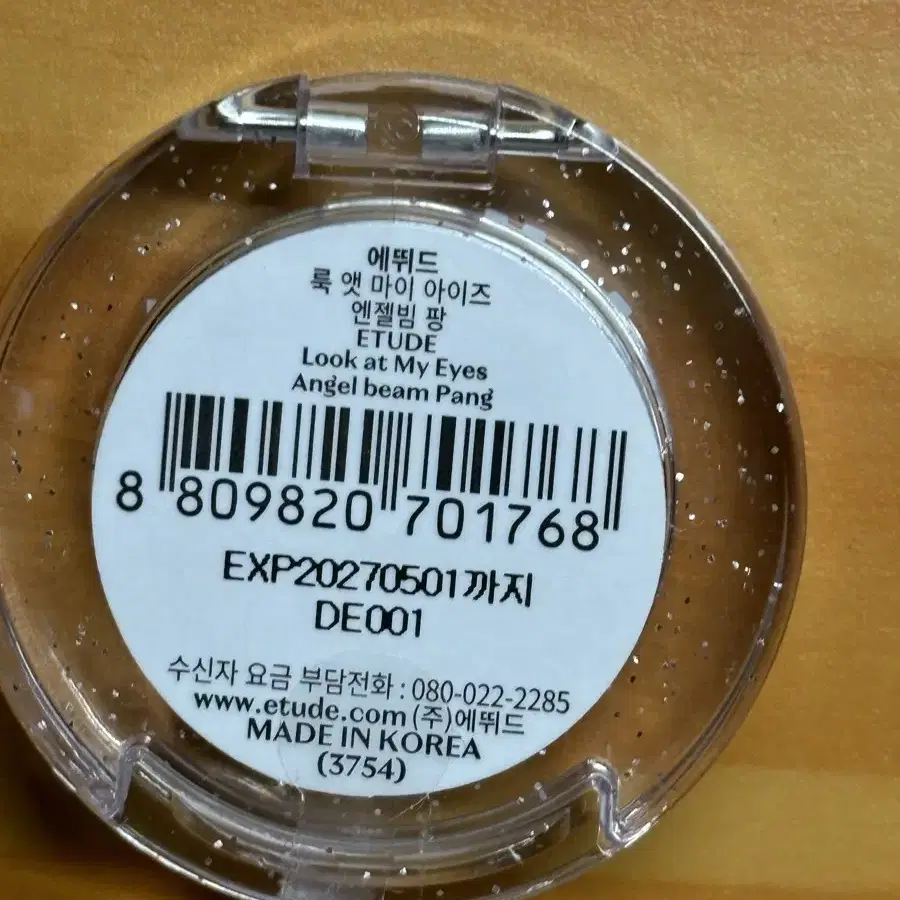 에뛰드
룩 앳 마이 아이즈
엔젤빔 팡
ETUDE
Look at My Eyes
Angel beam Pang
8 809820 701768
EXP20270501까지
DE001
수신자 요금 부담전화 : 080-022-2285
www.etude.com (주)에뛰드
MADE IN KOREA
(3754)